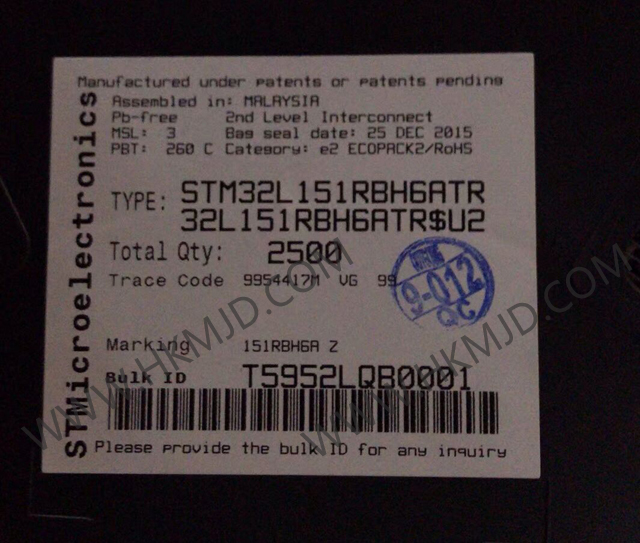 Manufactured under patents or patents pending
Assembled in: MALAYSIA
Pb-free 2nd Level Interconnect
MSL: 3 Bag seal date: 25 DEC 2015
PBT: 260 C Category: e2 ECOPACK2/RoHS
TYPE: STM32L151RBH6ATR
32L151RBH6ATR$U2
Total Qty: 2500
Trace Code 9954417M VG 99
9-012
QC
Marking 151RBH6A Z
Bulk ID T5952LQB0001
Please provide the bulk ID for any inquiry
STMicroelectronics
WWW.HKMJD.COM
WWW.HKMJD.COM